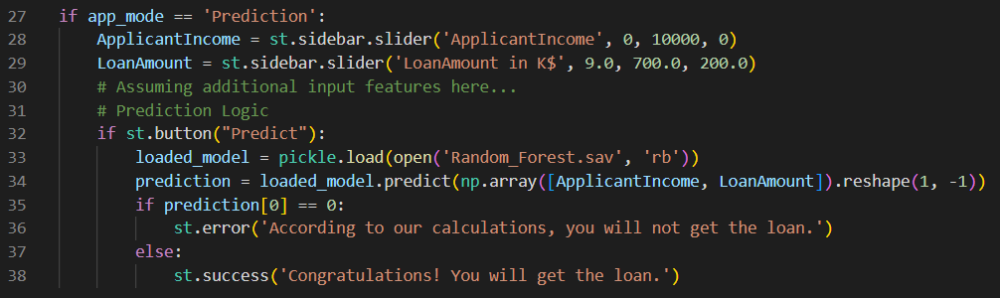 27 if app_mode == 'Prediction':
28     ApplicantIncome = st.sidebar.slider('ApplicantIncome', 0, 10000, 0)
29     LoanAmount = st.sidebar.slider('LoanAmount in K$', 9.0, 700.0, 200.0)
30     # Assuming additional input features here...
31     # Prediction Logic
32     if st.button("Predict"):
33         loaded_model = pickle.load(open('Random_Forest.sav', 'rb'))
34         prediction = loaded_model.predict(np.array([ApplicantIncome, LoanAmount]).reshape(1, -1))
35         if prediction[0] == 0:
36             st.error('According to our calculations, you will not get the loan.')
37         else:
38             st.success('Congratulations! You will get the loan.')